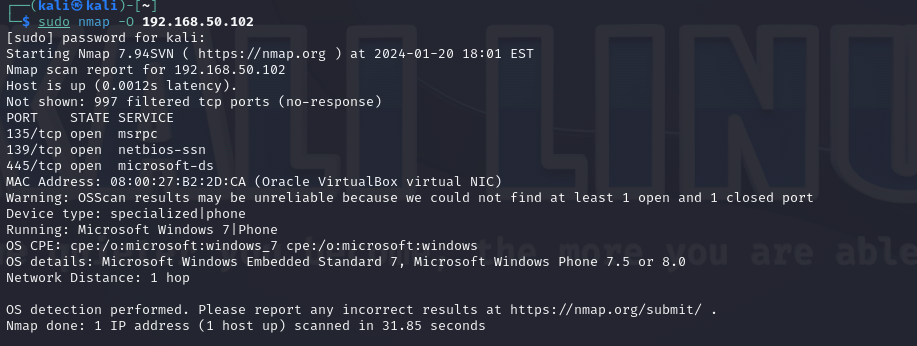 ┌──(kali㉿kali)-[~]
└─$ sudo nmap -O 192.168.50.102
[sudo] password for kali:
Starting Nmap 7.94SVN ( https://nmap.org ) at 2024-01-20 18:01 EST
Nmap scan report for 192.168.50.102
Host is up (0.0012s latency).
Not shown: 997 filtered tcp ports (no-response)
PORT    STATE SERVICE
135/tcp open  msrpc
139/tcp open  netbios-ssn
445/tcp open  microsoft-ds
MAC Address: 08:00:27:B2:2D:CA (Oracle VirtualBox virtual NIC)
Warning: OSScan results may be unreliable because we could not find at least 1 open and 1 closed port
Device type: specialized|phone
Running: Microsoft Windows 7|Phone
OS CPE: cpe:/o:microsoft:windows_7 cpe:/o:microsoft:windows
OS details: Microsoft Windows Embedded Standard 7, Microsoft Windows Phone 7.5 or 8.0
Network Distance: 1 hop
OS detection performed. Please report any incorrect results at https://nmap.org/submit/ .
Nmap done: 1 IP address (1 host up) scanned in 31.85 seconds
KALI LINU
the more you are able